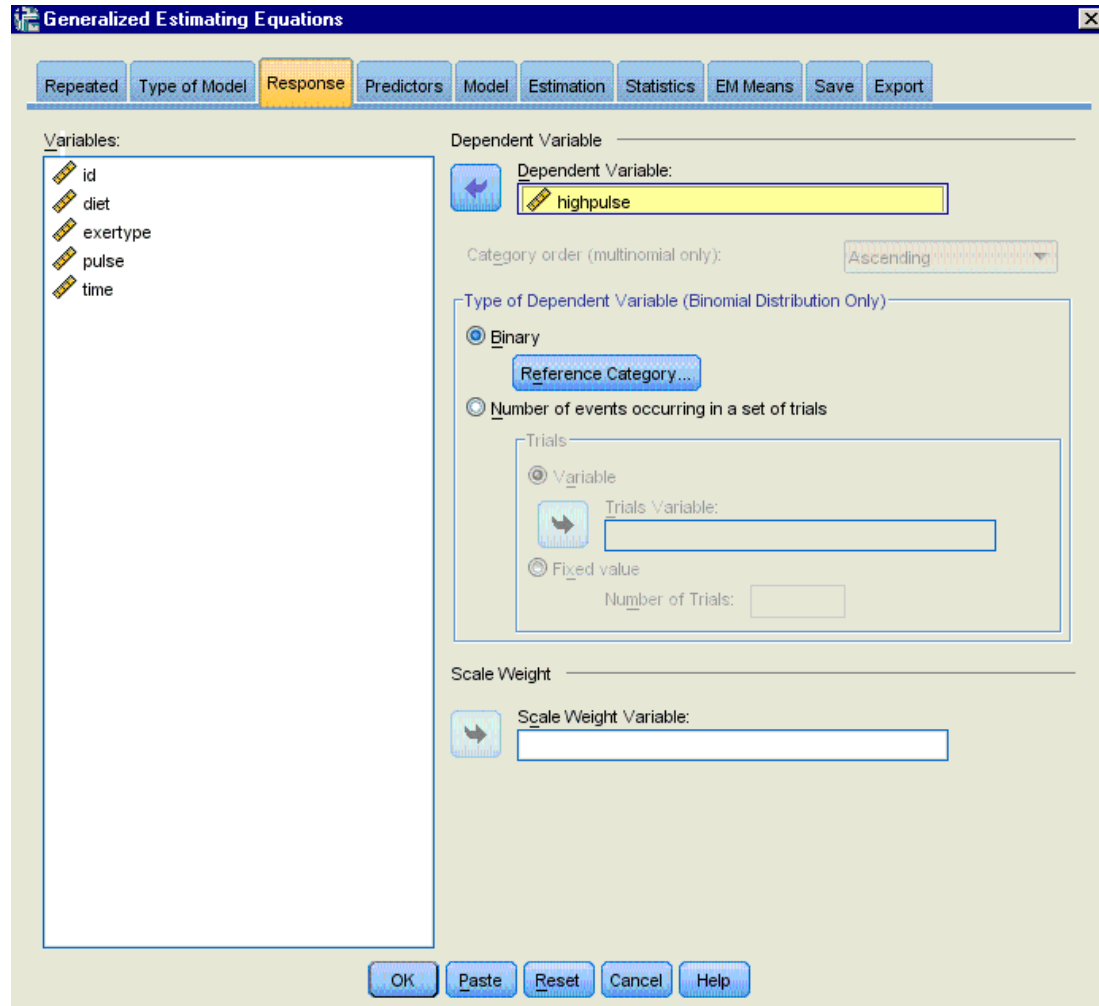 Generalized Estimating Equations
Repeated Type of Model Response Predictors Model Estimation Statistics EM Means Save Export
Variables:
id
diet
exertype
pulse
time
Dependent Variable
Dependent Variable:
highpulse
Category order (multinomial only): Ascending
Type of Dependent Variable (Binomial Distribution Only)
Binary
Reference Category...
Number of events occurring in a set of trials
Trials
Variable
Trials Variable:
Fixed value
Number of Trials:
Scale Weight
Scale Weight Variable:
OK Paste Reset Cancel Help